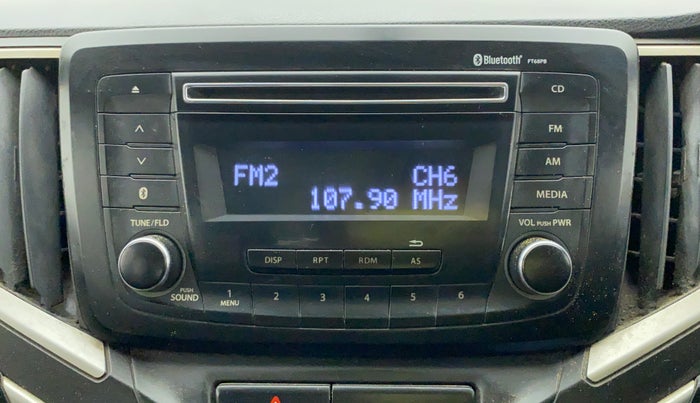 Bluetooth® FT68PB
CD
FM
AM
MEDIA
FM2 CH6
107.90 MHz
TUNE/FLD
VOL PUSH PWR
DISP RPT RDM AS
PUSH
SOUND
1 2 3 4 5 6
MENU